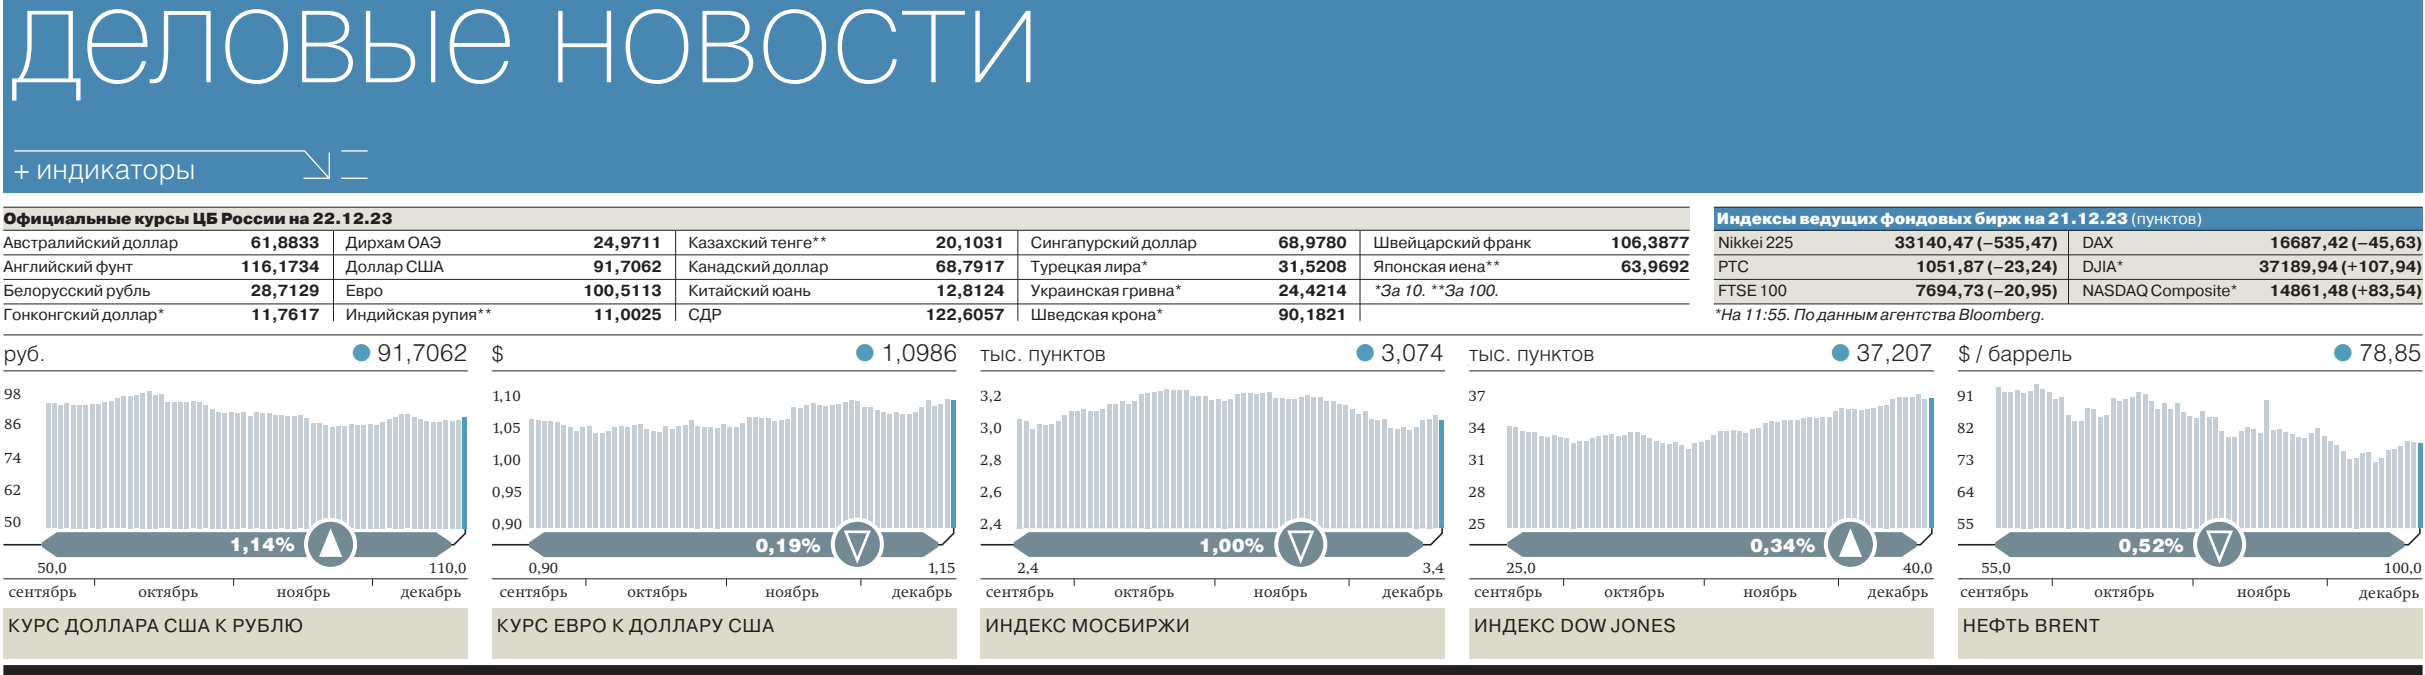 деловые новости
+ индикаторы
Официальные курсы ЦБ России на 22.12.23
Австралийский доллар 61,8833 Дирхам ОАЭ 24,9711 Казахский тенге** 20,1031 Сингапурский доллар 68,9780 Швейцарский франк 106,3877
Английский фунт 116,1734 Доллар США 91,7062 Канадский доллар 68,7917 Турецкая лира* 31,5208 Японская иена** 63,9692
Белорусский рубль 28,7129 Евро 100,5113 Китайский юань 12,8124 Украинская гривна* 24,4214 *За 10. **За 100.
Гонконгский доллар* 11,7617 Индийская рупия** 11,0025 СДР 122,6057 Шведская крона* 90,1821
Индексы ведущих фондовых бирж на 21.12.23 (пунктов)
Nikkei 225 33140,47 (–535,47) DAX 16687,42 (–45,63)
РТС 1051,87 (–23,24) DJIA* 37189,94 (+107,94)
FTSE 100 7694,73 (–20,95) NASDAQ Composite* 14861,48 (+83,54)
*На 11:55. По данным агентства Bloomberg.
руб. 91,7062
98
86
74
62
50
1,14%
50,0 110,0
сентябрь октябрь ноябрь декабрь
КУРС ДОЛЛАРА США К РУБЛЮ
$ 1,0986
1,10
1,05
1,00
0,95
0,90
0,19%
0,90 1,15
сентябрь октябрь ноябрь декабрь
КУРС ЕВРО К ДОЛЛАРУ США
тыс. пунктов 3,074
3,2
3,0
2,8
2,6
2,4
1,00%
2,4 3,4
сентябрь октябрь ноябрь декабрь
ИНДЕКС МОСБИРЖИ
тыс. пунктов 37,207
37
34
31
28
25
0,34%
25,0 40,0
сентябрь октябрь ноябрь декабрь
ИНДЕКС DOW JONES
$ / баррель 78,85
91
82
73
64
55
0,52%
55,0 100,0
сентябрь октябрь ноябрь декабрь
НЕФТЬ BRENT